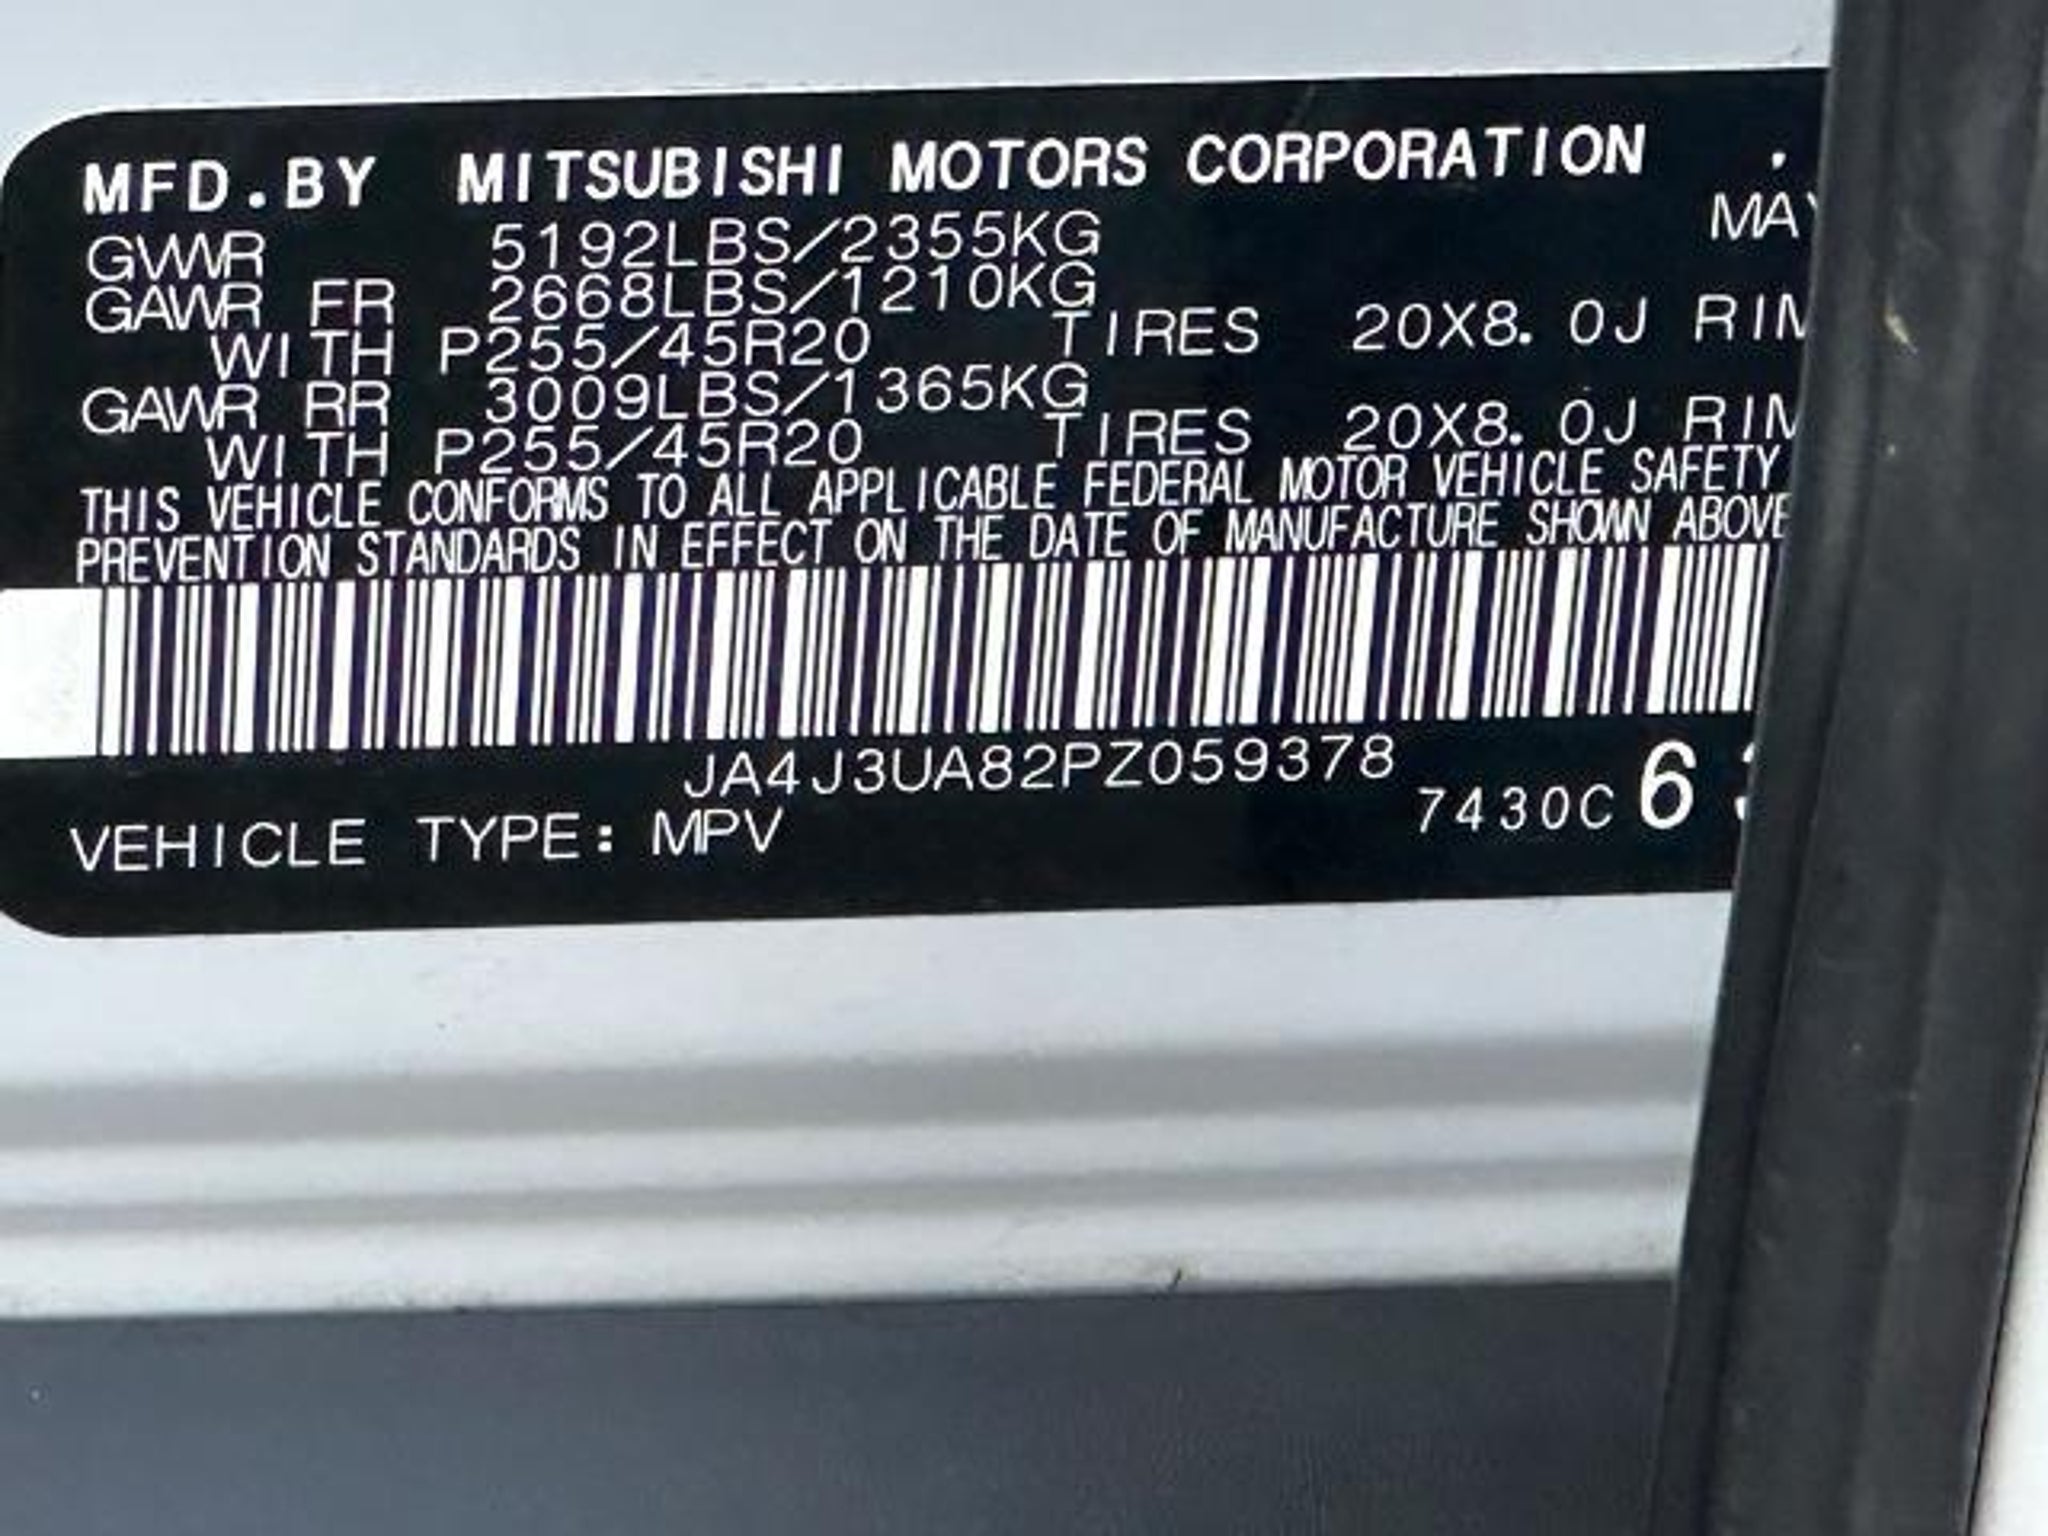 MFD.BY MITSUBISHI MOTORS CORPORATION .
GVWR 5192LBS/2355KG MAY
GAWR FR 2668LBS/1210KG
WITH P255/45R20 TIRES 20X8.0J RIM
GAWR RR 3009LBS/1365KG
WITH P255/45R20 TIRES 20X8.0J RIM
THIS VEHICLE CONFORMS TO ALL APPLICABLE FEDERAL MOTOR VEHICLE SAFETY
PREVENTION STANDARDS IN EFFECT ON THE DATE OF MANUFACTURE SHOWN ABOVE
JA4J3UA82PZ059378
7430C 6
VEHICLE TYPE: MPV